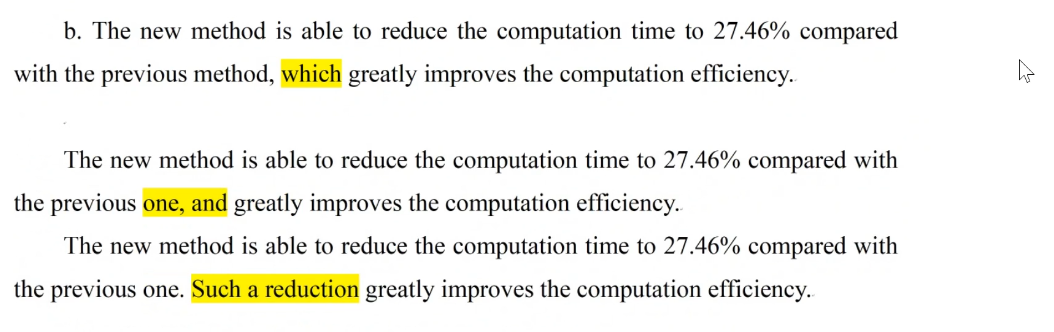 b. The new method is able to reduce the computation time to 27.46% compared
with the previous method, which greatly improves the computation efficiency.
The new method is able to reduce the computation time to 27.46% compared with
the previous one, and greatly improves the computation efficiency.
The new method is able to reduce the computation time to 27.46% compared with
the previous one. Such a reduction greatly improves the computation efficiency.